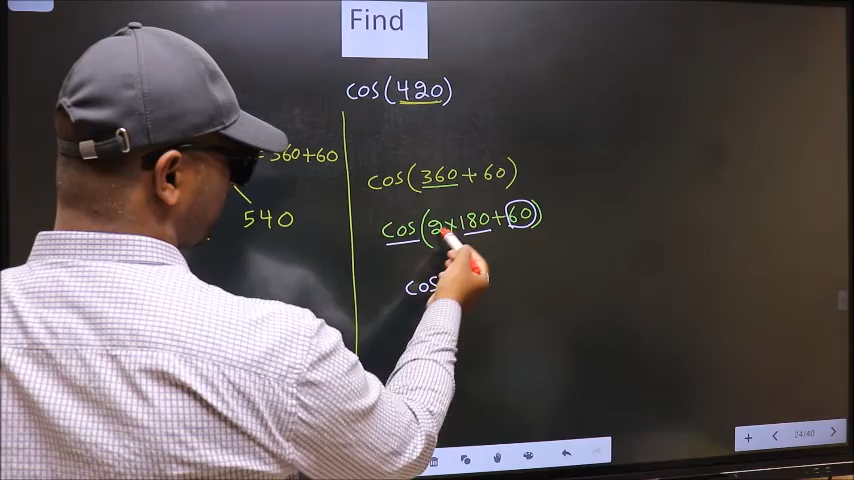 Find
cos(420)
= 360+60
540
cos(360+60)
cos(2×180+60)
cos
24/40